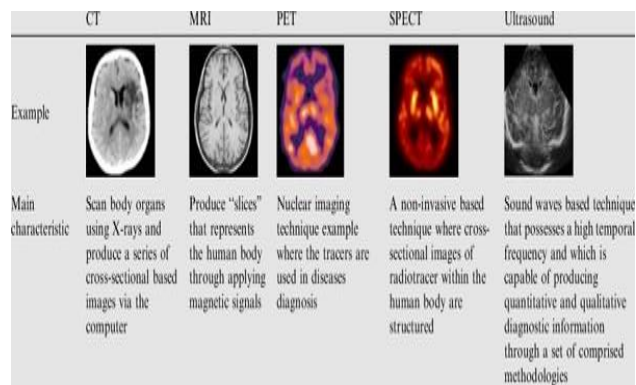 CT MRI PET SPECT Ultrasound
Example
Main
characteristic
Scan body organs
using X-rays and
produce a series of
cross-sectional based
images via the
computer
Produce “slices”
that represents
the human body
through applying
magnetic signals
Nuclear imaging
technique example
where the tracers are
used in diseases
diagnosis
A non-invasive based
technique where cross-
sectional images of
radiotracer within the
human body are
structured
Sound waves based technique
that possesses a high temporal
frequency and which is
capable of producing
quantitative and qualitative
diagnostic information
through a set of comprised
methodologies